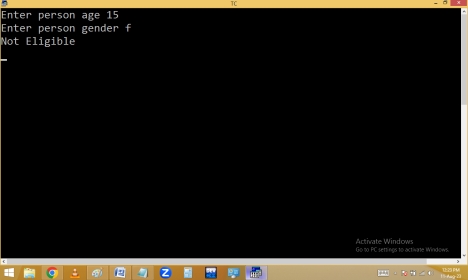 TC
Enter person age 15
Enter person gender f
Not Eligible
Activate Windows
Go to PC settings to activate Windows.